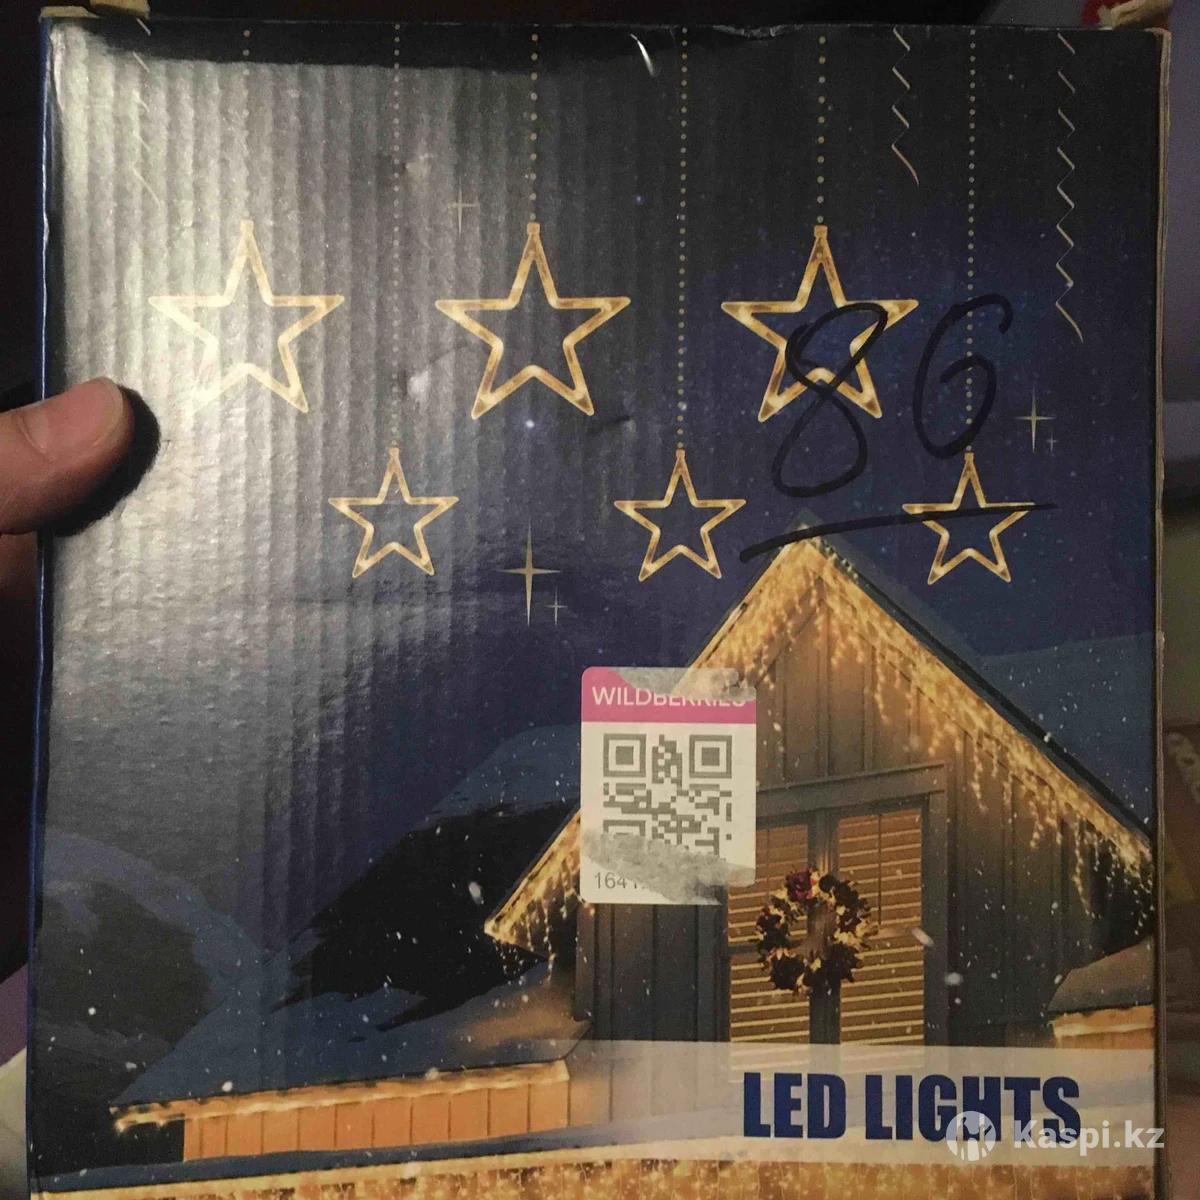 86
WILDBERRIES
LED LIGHTS
Kaspi.kz